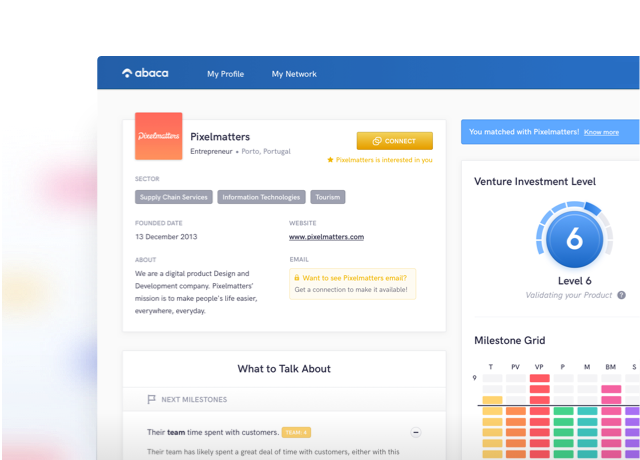 abaca
My Profile
My Network
Pixelmatters
Pixelmatters
Entrepreneur • Porto, Portugal
CONNECT
Pixelmatters is interested in you
SECTOR
Supply Chain Services
Information Technologies
Tourism
FOUNDED DATE
13 December 2013
WEBSITE
www.pixelmatters.com
ABOUT
We are a digital product Design and
Development company. Pixelmatters'
mission is to make people's life easier,
everywhere, everyday.
EMAIL
Want to see Pixelmatters email?
Get a connection to make it available!
What to Talk About
NEXT MILESTONES
Their team time spent with customers. TEAM: 4
Their team has likely spent a great deal of time with customers, either with this
You matched with Pixelmatters! Know more
Venture Investment Level
6
Level 6
Validating your Product ?
Milestone Grid
T PV VP P M BM S
9